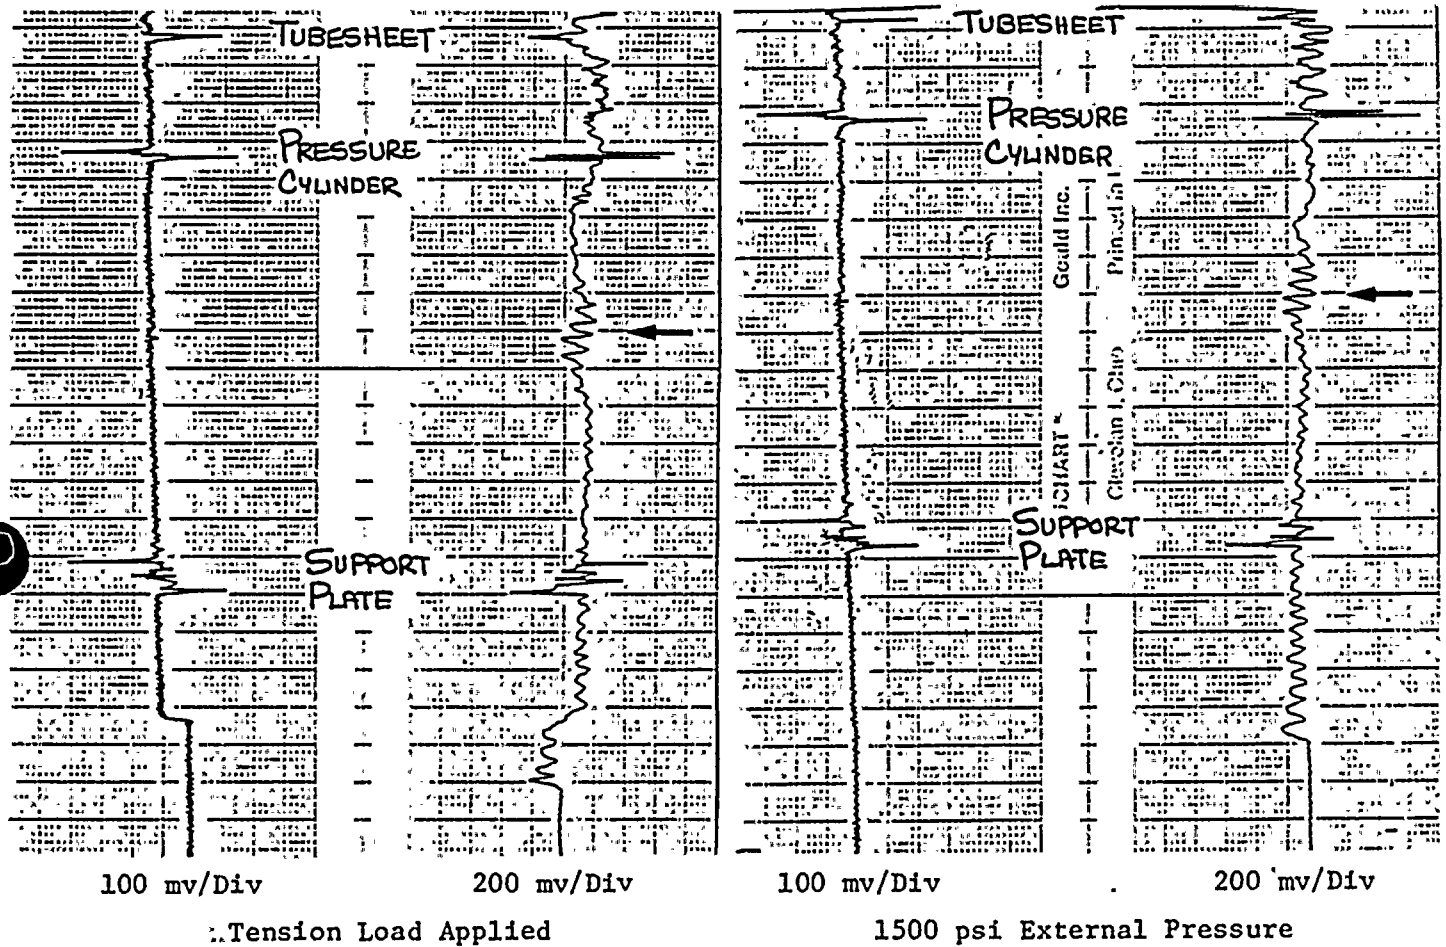 TUBESHEET
PRESSURE
CYLINDER
SUPPORT
PLATE
100 mv/Div
200 mv/Div
Tension Load Applied
TUBESHEET
PRESSURE
CYLINDER
Gould Inc.
Printed in
CHART
Cleveland, Ohio
SUPPORT
PLATE
100 mv/Div
200 mv/Div
1500 psi External Pressure